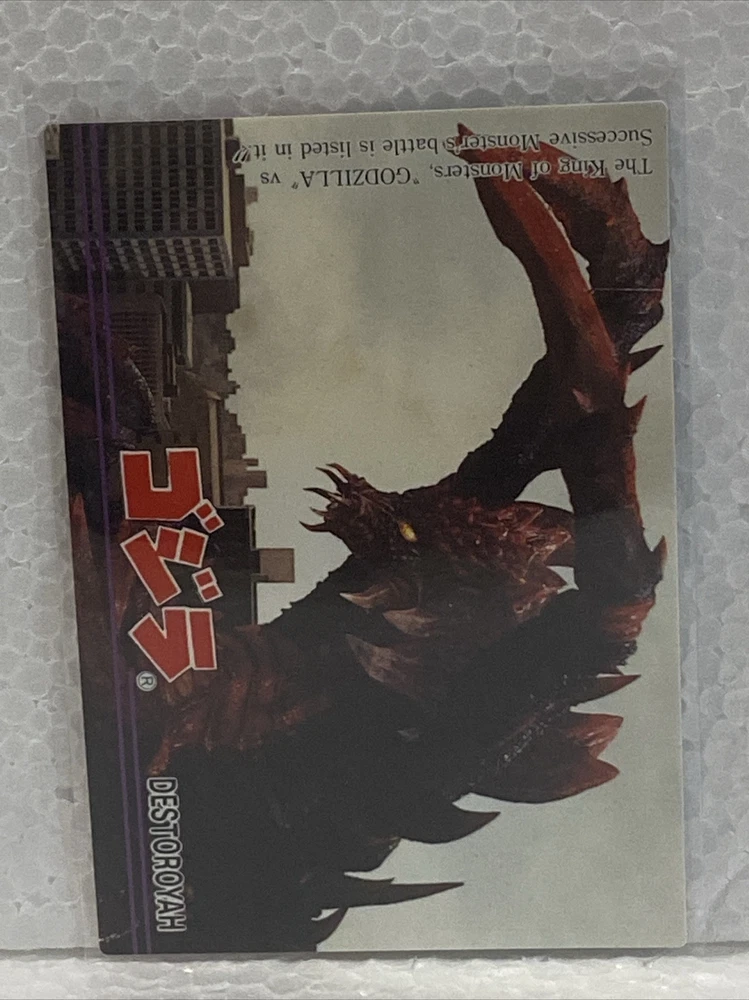 The King of Monsters, "GODZILLA" vs
Successive Monster's battle is listed in it!!
ゴジラ
®
DESTOROYAH